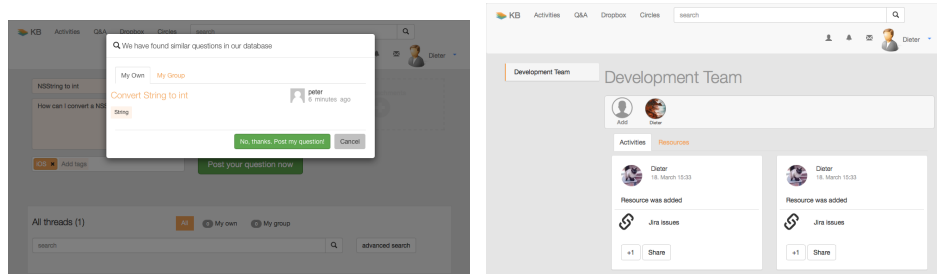 KB Activities Q&A Dropbox Circles search
Dieter
We have found similar questions in our database
My Own My Group
Convert String to int
peter
6 minutes ago
String
No, thanks, Post my question! Cancel
NSString to int
How can I convert a NSS
iOS × Add tags
Post your question now
All threads (1)
All 0 My own 0 My group
search
advanced search
KB Activities Q&A Dropbox Circles search
Dieter
Development Team
Development Team
Add Dieter
Activities Resources
Dieter
18. March 15:33
Resource was added
Jira issues
+1 Share
Dieter
18. March 15:33
Resource was added
Jira issues
+1 Share